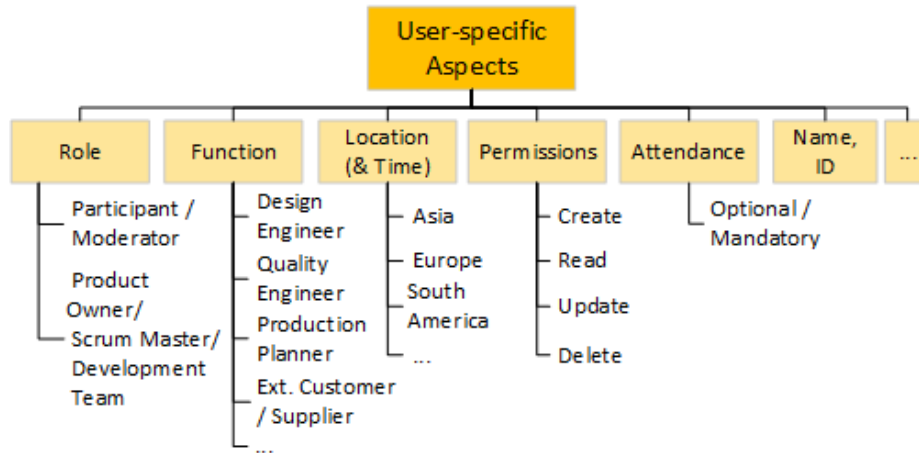 User-specific
Aspects
Role
Function
Location
(& Time)
Permissions
Attendance
Name,
ID
...
Participant /
Moderator
Product
Owner/
Scrum Master/
Development
Team
Design
Engineer
Quality
Engineer
Production
Planner
Ext. Customer
/ Supplier
...
Asia
Europe
South
America
...
Create
Read
Update
Delete
Optional /
Mandatory